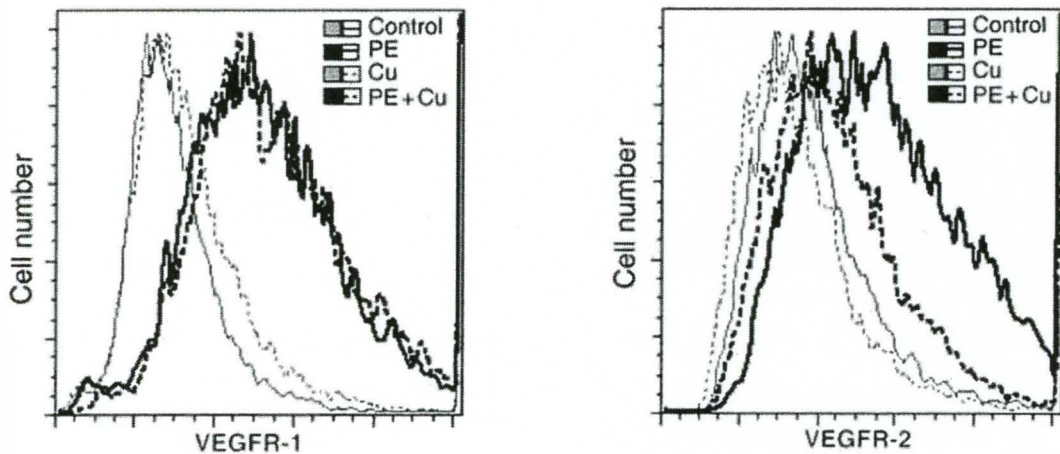 Control
PE
Cu
PE + Cu
Cell number
VEGFR-1
Control
PE
Cu
PE + Cu
Cell number
VEGFR-2